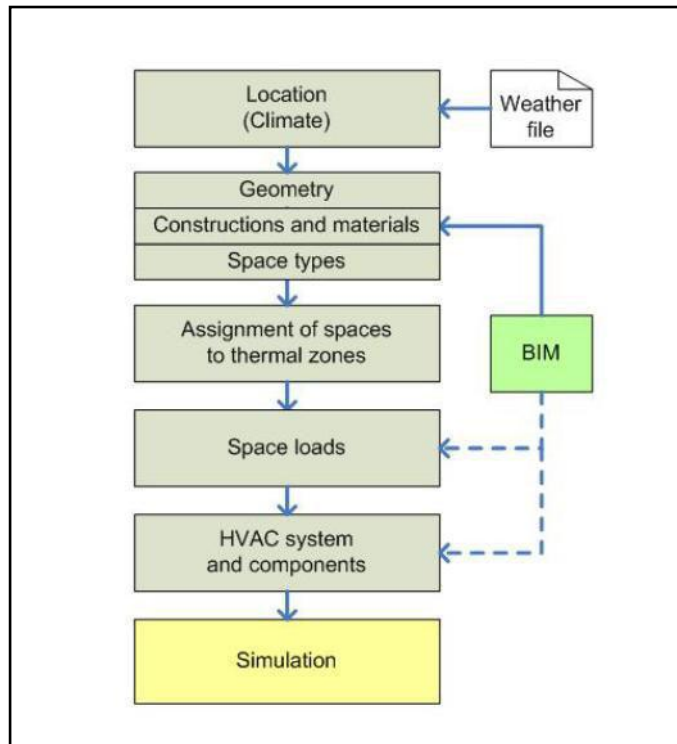 Location
(Climate)
Weather
file
Geometry
Constructions and materials
Space types
Assignment of spaces
to thermal zones
BIM
Space loads
HVAC system
and components
Simulation